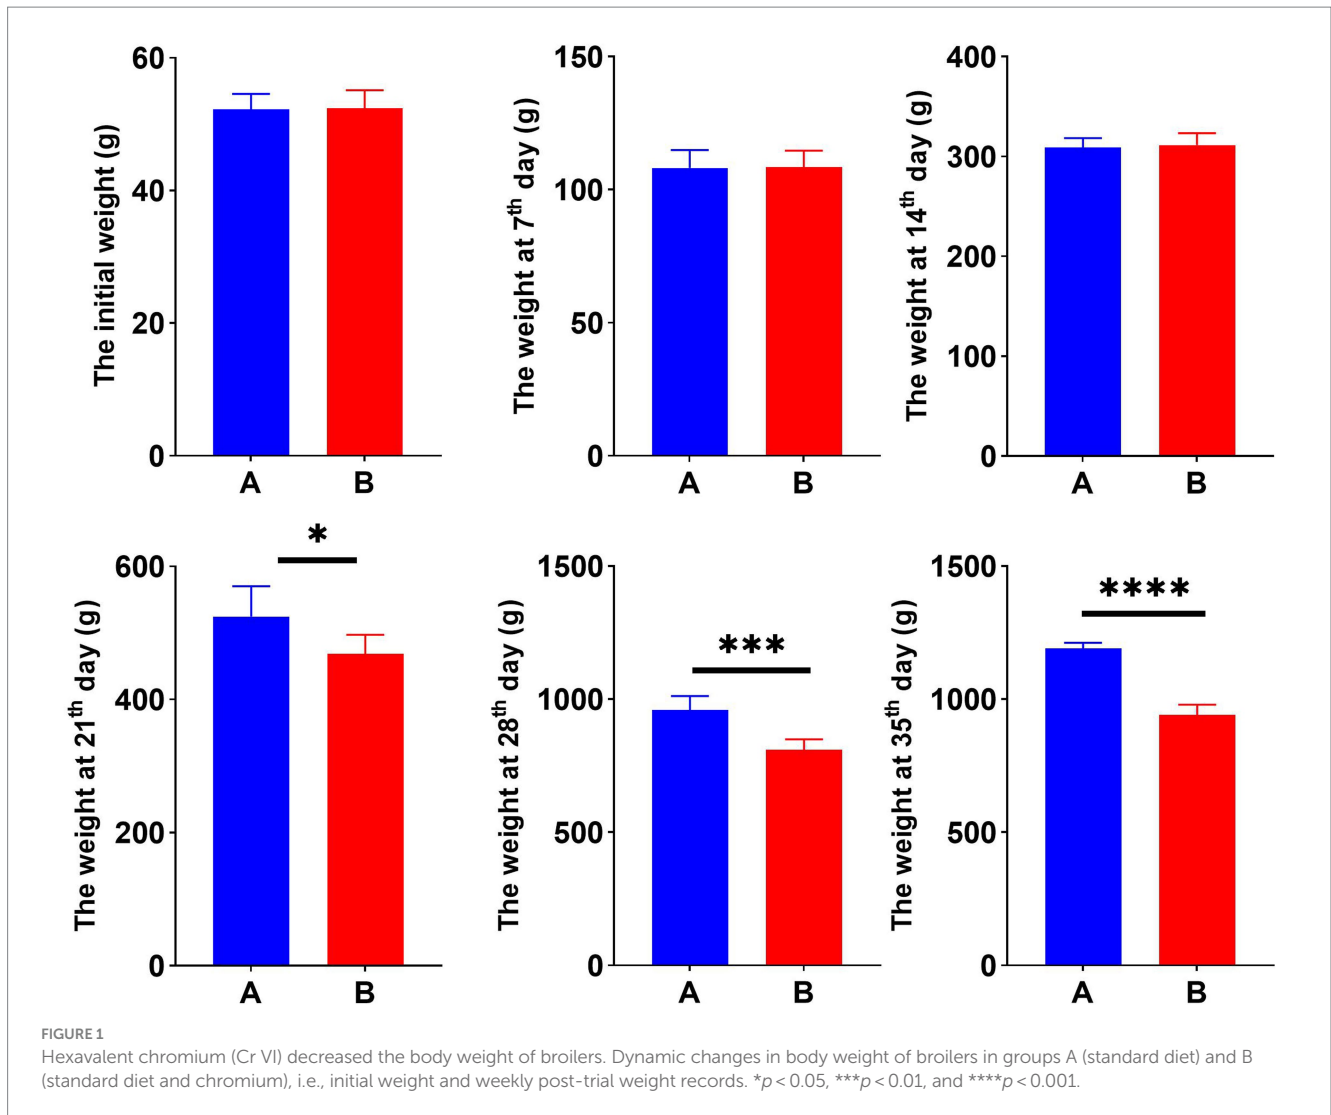 The initial weight (g)
60
40
20
0
A B
The weight at 7th day (g)
150
100
50
0
A B
The weight at 14th day (g)
400
300
200
100
0
A B
The weight at 21th day (g)
600
400
200
0
*
A B
The weight at 28th day (g)
1500
1000
500
0
***
A B
The weight at 35th day (g)
1500
1000
500
0
****
A B
FIGURE 1
Hexavalent chromium (Cr VI) decreased the body weight of broilers. Dynamic changes in body weight of broilers in groups A (standard diet) and B
(standard diet and chromium), i.e., initial weight and weekly post-trial weight records. *p < 0.05, ***p < 0.01, and ****p < 0.001.